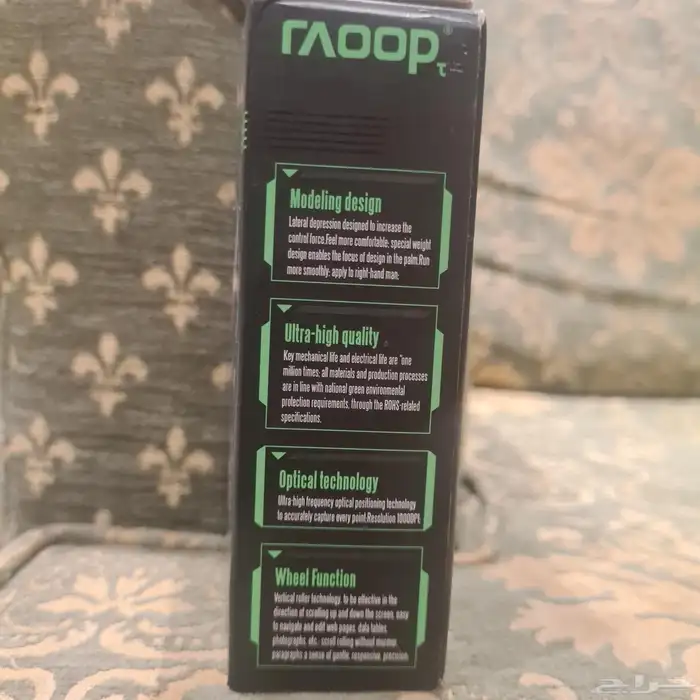 rΛOOP
Modeling design
Lateral depression designed to increase the
control force.Feel more comfortable; special weight
design enables the focus of design in the palm.Run
more smoothly; apply to right-hand man;
Ultra-high quality
Key mechanical life and electrical life are "one
million times; all materials and production processes
are in line with national green environmental
protection requirements, through the ROHS-related
specifications.
Optical technology
Ultra-high frequency optical positioning technology
to accurately capture every point.Resolution
Wheel Function
Vertical roller technology, to be effective in the
direction of scrolling up and down the screen, easy
to navigate and edit web pages, data tables,
photographs, etc.; scroll rolling without murmur,
paragraphs a sense of gentle, responsive, precision.
حراج